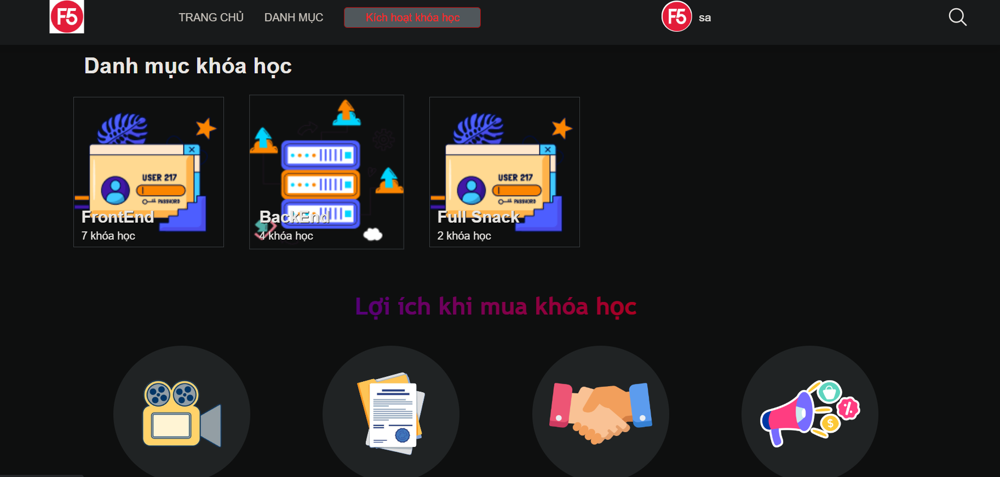 F5
TRANG CHỦ
DANH MỤC
Kích hoạt khóa học
F5
sa
Danh mục khóa học
USER 217
PASSWORD
FrontEnd
7 khóa học
BackEnd
4 khóa học
USER 217
PASSWORD
Full Snack
2 khóa học
Lợi ích khi mua khóa học